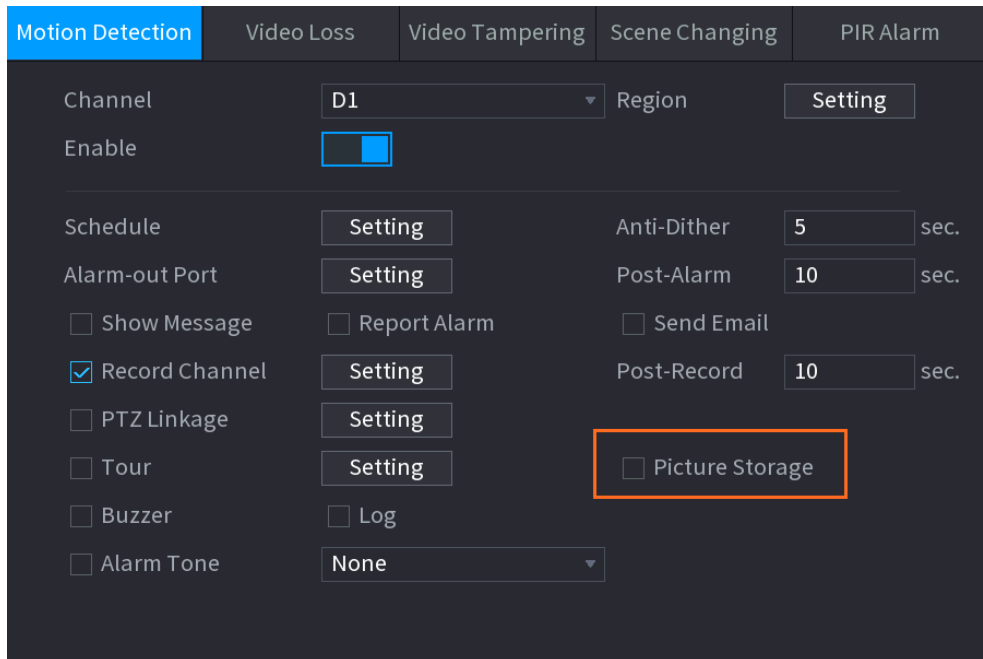 Motion Detection Video Loss Video Tampering Scene Changing PIR Alarm
Channel D1 Region Setting
Enable
Schedule Setting Anti-Dither 5 sec.
Alarm-out Port Setting Post-Alarm 10 sec.
Show Message Report Alarm Send Email
Record Channel Setting Post-Record 10 sec.
PTZ Linkage Setting
Tour Setting Picture Storage
Buzzer Log
Alarm Tone None